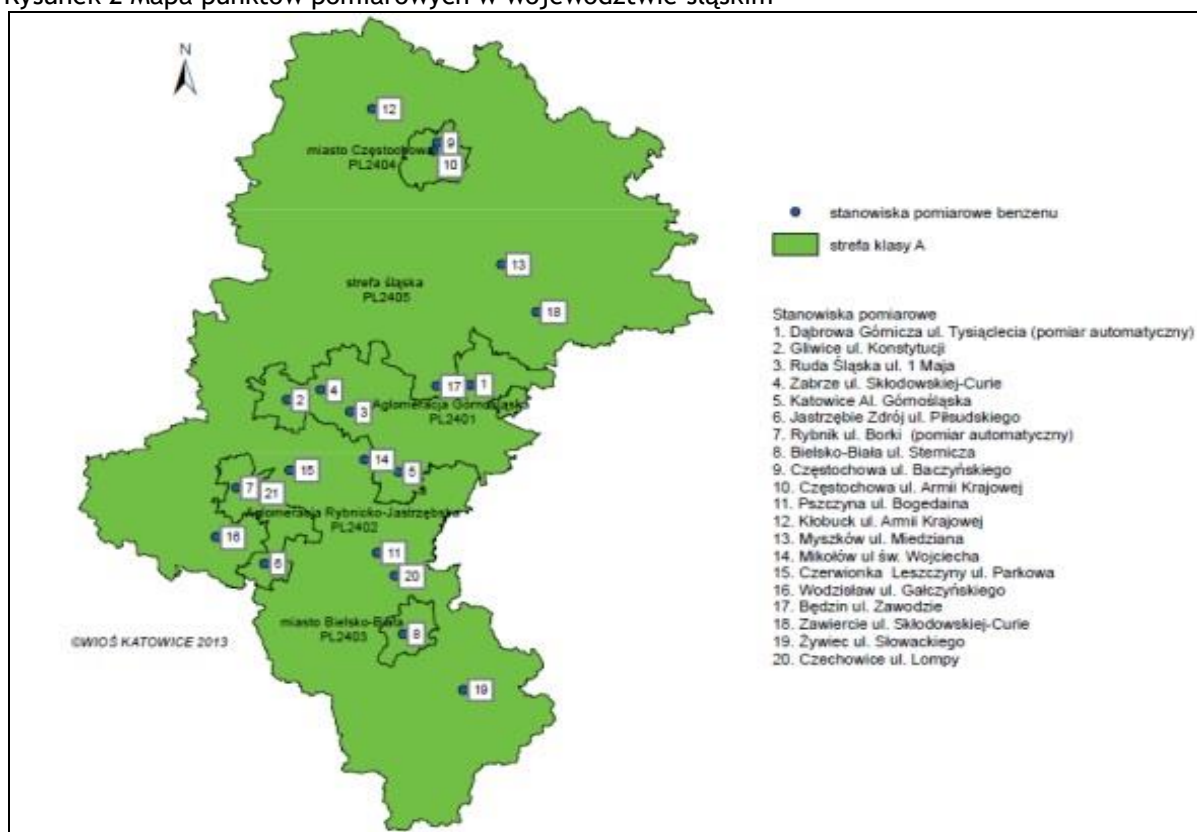 Rysunek 2 Mapa punktów pomiarowych w województwie śląskim
N
12
9
miasto Częstochowa
PL2404
10
13
strefa śląska
PL2405
18
17
1
4
2
3
Aglomeracja Górnośląska
PL2401
14
15
5
7
21
Aglomeracja Rybnicko-Jastrzębska
PL2402
16
11
6
20
miasto Bielsko-Biała
PL2403
8
©WIOŚ KATOWICE 2013
19
stanowiska pomiarowe benzenu
strefa klasy A
Stanowiska pomiarowe
1. Dąbrowa Górnicza ul. Tysiąclecia (pomiar automatyczny)
2. Gliwice ul. Konstytucji
3. Ruda Śląska ul. 1 Maja
4. Zabrze ul. Skłodowskiej-Curie
5. Katowice Al. Górnośląska
6. Jastrzębie Zdrój ul. Piłsudskiego
7. Rybnik ul. Borki (pomiar automatyczny)
8. Bielsko-Biała ul. Sternicza
9. Częstochowa ul. Baczyńskiego
10. Częstochowa ul. Armii Krajowej
11. Pszczyna ul. Bogedaina
12. Kłobuck ul. Armii Krajowej
13. Myszków ul. Miedziana
14. Mikołów ul św. Wojciecha
15. Czerwionka Leszczyny ul. Parkowa
16. Wodzisław ul. Gałczyńskiego
17. Będzin ul. Zawodzie
18. Zawiercie ul. Skłodowskiej-Curie
19. Żywiec ul. Słowackiego
20. Czechowice ul. Lompy